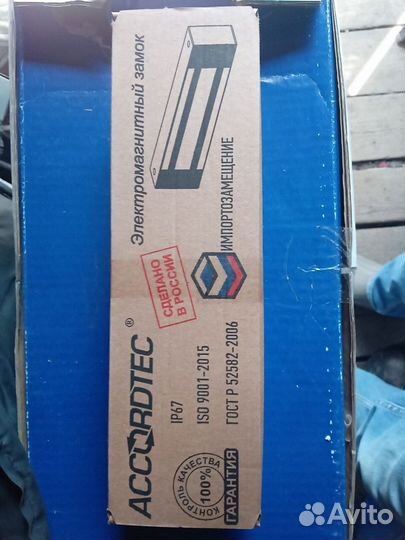 Электромагнитный замок
ИМПОРТОЗАМЕЩЕНИЕ
СДЕЛАНО
В РОССИИ
ACCORDTEC ®
IP67
ISO 9001-2015
ГОСТ Р 52582-2006
КОНТРОЛЬ КАЧЕСТВА
100%
ГАРАНТИЯ
Avito